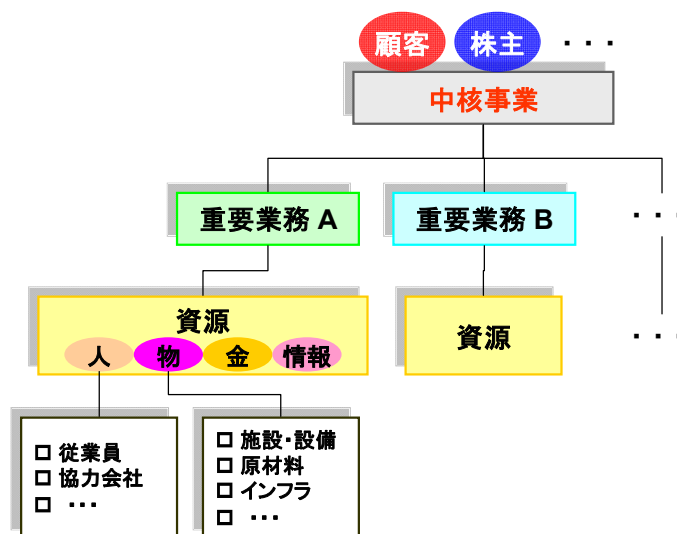 顧客 株主 ・・・
中核事業
重要業務 A 重要業務 B ・・・
資源
人 物 金 情報
資源 ・・・
□ 従業員
□ 協力会社
□ ・・・
□ 施設・設備
□ 原材料
□ インフラ
□ ・・・